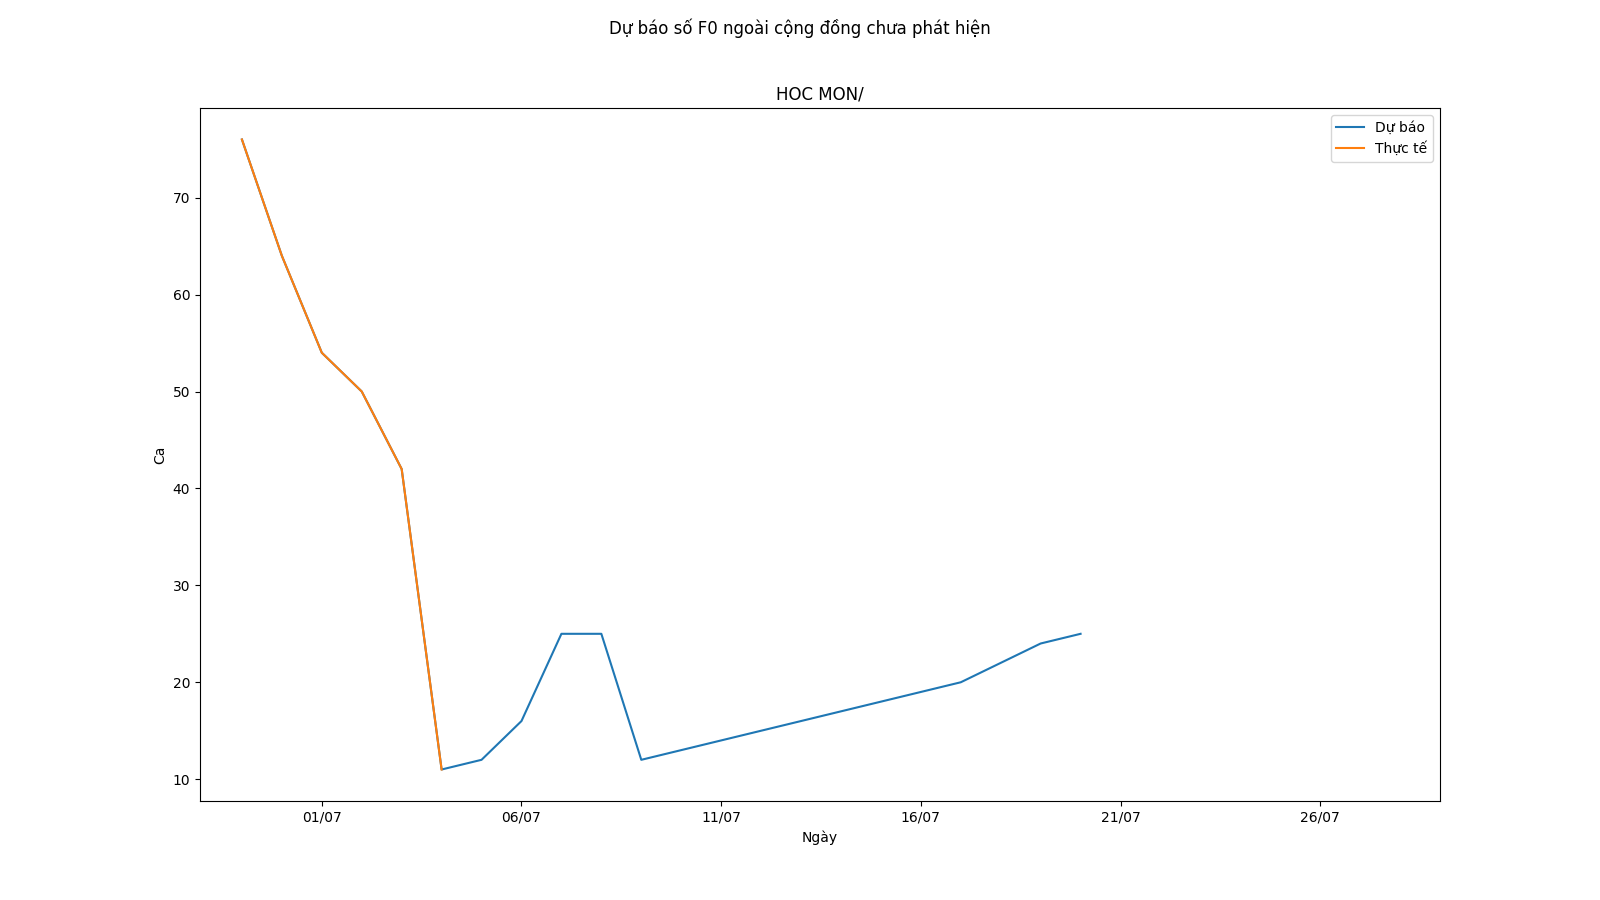 Dự báo số F0 ngoài cộng đồng chưa phát hiện
HOC MON/
Dự báo
Thực tế
70
60
50
40
30
20
10
Ca
01/07
06/07
11/07
16/07
21/07
26/07
Ngày